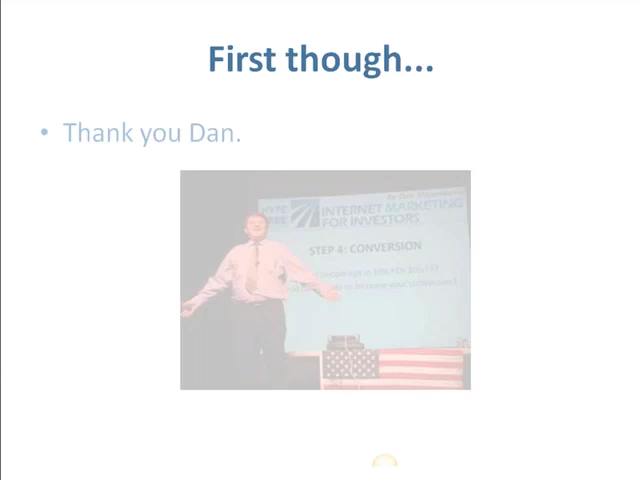 First though...
• Thank you Dan.
INTERNET MARKETING
FOR INVESTORS
STEP 4: CONVERSION